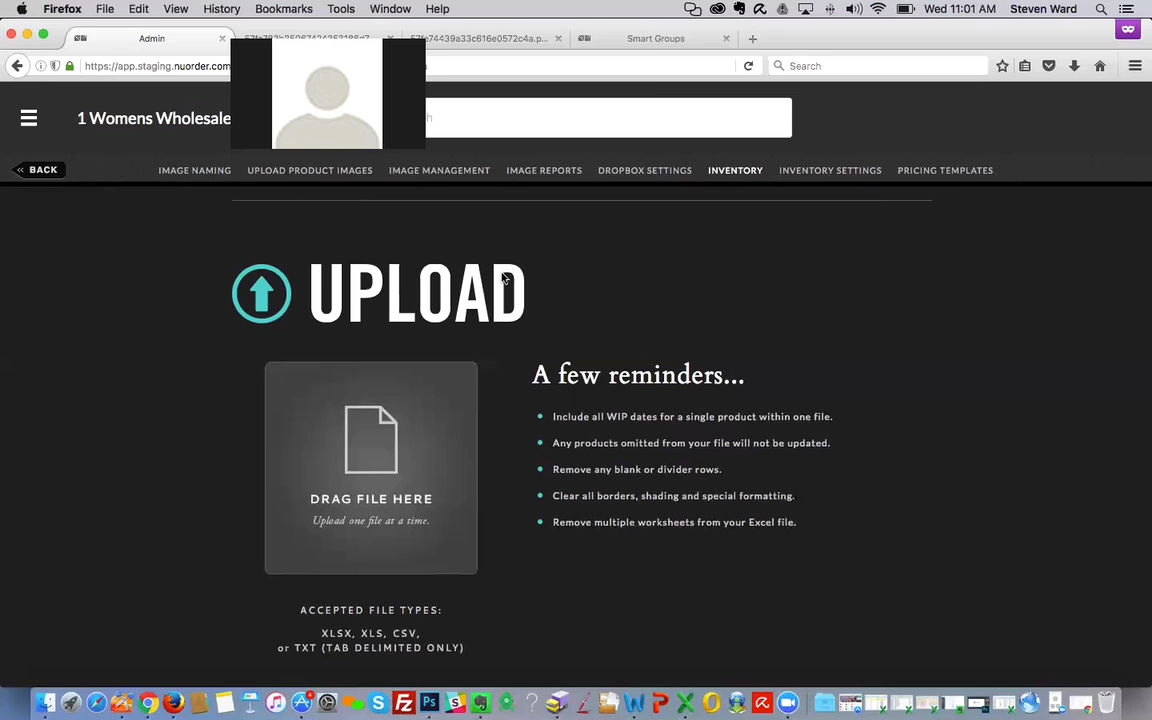 Firefox File Edit View History Bookmarks Tools Window Help Wed 11:01 AM Steven Ward
Admin Smart Groups
https://app.staging.nuorder.com Search
1 Womens Wholesale
BACK IMAGE NAMING UPLOAD PRODUCT IMAGES IMAGE MANAGEMENT IMAGE REPORTS DROPBOX SETTINGS INVENTORY INVENTORY SETTINGS PRICING TEMPLATES
UPLOAD
A few reminders...
Include all WIP dates for a single product within one file.
Any products omitted from your file will not be updated.
Remove any blank or divider rows.
Clear all borders, shading and special formatting.
Remove multiple worksheets from your Excel file.
DRAG FILE HERE
Upload one file at a time.
ACCEPTED FILE TYPES:
XLSX, XLS, CSV,
or TXT (TAB DELIMITED ONLY)